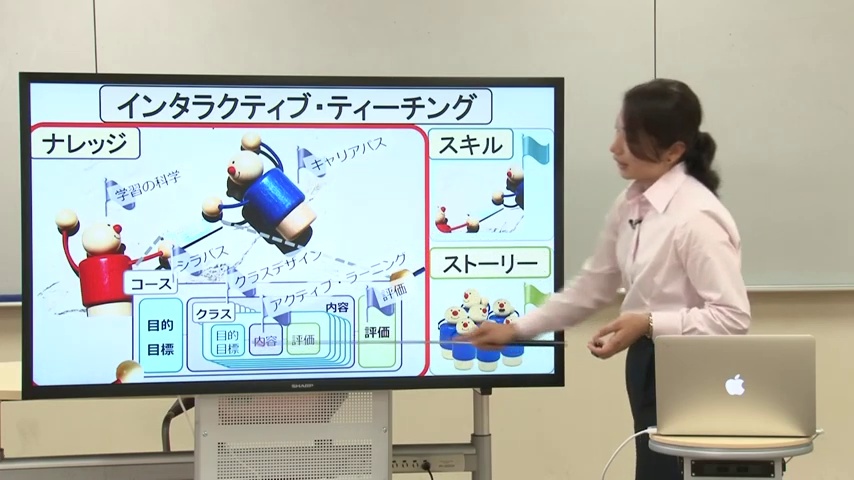 インタラクティブ・ティーチング
ナレッジ
学習の科学
キャリアパス
シラバス
クラスデザイン
アクティブ・ラーニング
評価
コース
目的
目標
クラス
目的
目標
内容
評価
内容
評価
スキル
ストーリー
SHARP